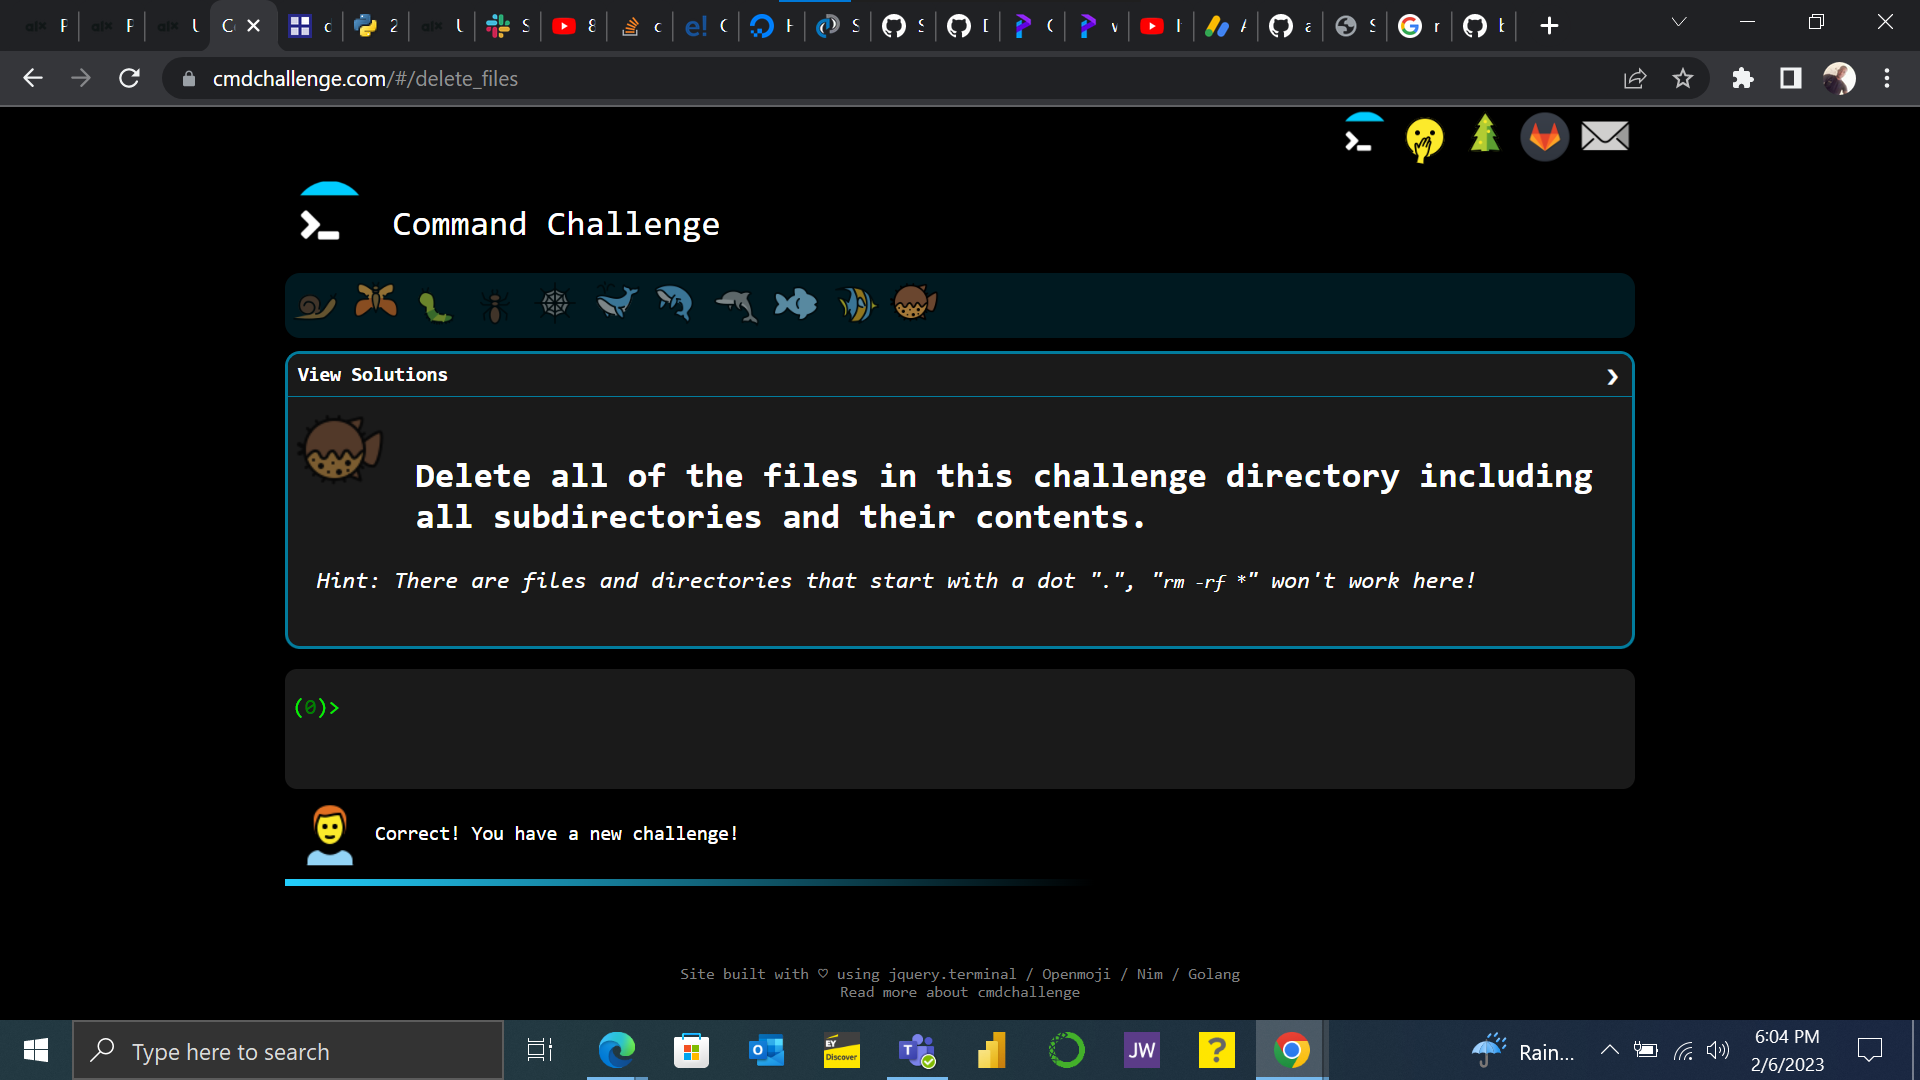 cmdchallenge.com/#/delete_files
Command Challenge
View Solutions
Delete all of the files in this challenge directory including
all subdirectories and their contents.
Hint: There are files and directories that start with a dot ".", "rm -rf *" won't work here!
(0)>
Correct! You have a new challenge!
Site built with ♡ using jquery.terminal / Openmoji / Nim / Golang
Read more about cmdchallenge
Type here to search
EY
Discover
JW
Rain...
6:04 PM
2/6/2023